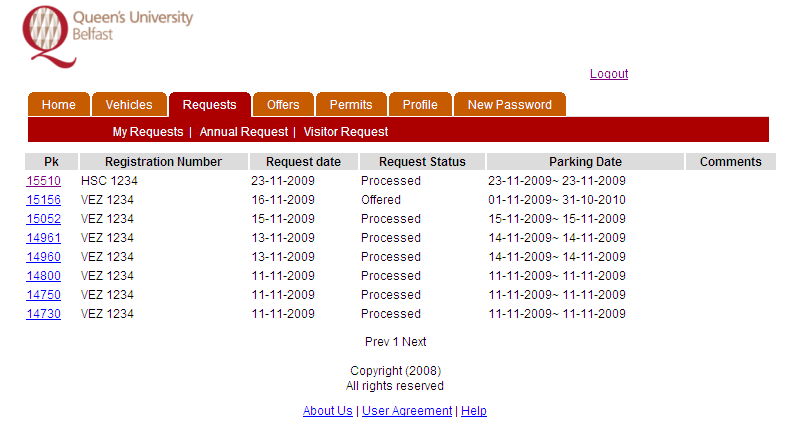 Queen's University
Belfast
Logout
Home Vehicles Requests Offers Permits Profile New Password
My Requests | Annual Request | Visitor Request
Pk Registration Number Request date Request Status Parking Date Comments
15510 HSC 1234 23-11-2009 Processed 23-11-2009~ 23-11-2009
15156 VEZ 1234 16-11-2009 Offered 01-11-2009~ 31-10-2010
15052 VEZ 1234 15-11-2009 Processed 15-11-2009~ 15-11-2009
14961 VEZ 1234 13-11-2009 Processed 14-11-2009~ 14-11-2009
14960 VEZ 1234 13-11-2009 Processed 14-11-2009~ 14-11-2009
14800 VEZ 1234 11-11-2009 Processed 11-11-2009~ 11-11-2009
14750 VEZ 1234 11-11-2009 Processed 11-11-2009~ 11-11-2009
14730 VEZ 1234 11-11-2009 Processed 11-11-2009~ 11-11-2009
Prev 1 Next
Copyright (2008)
All rights reserved
About Us | User Agreement | Help